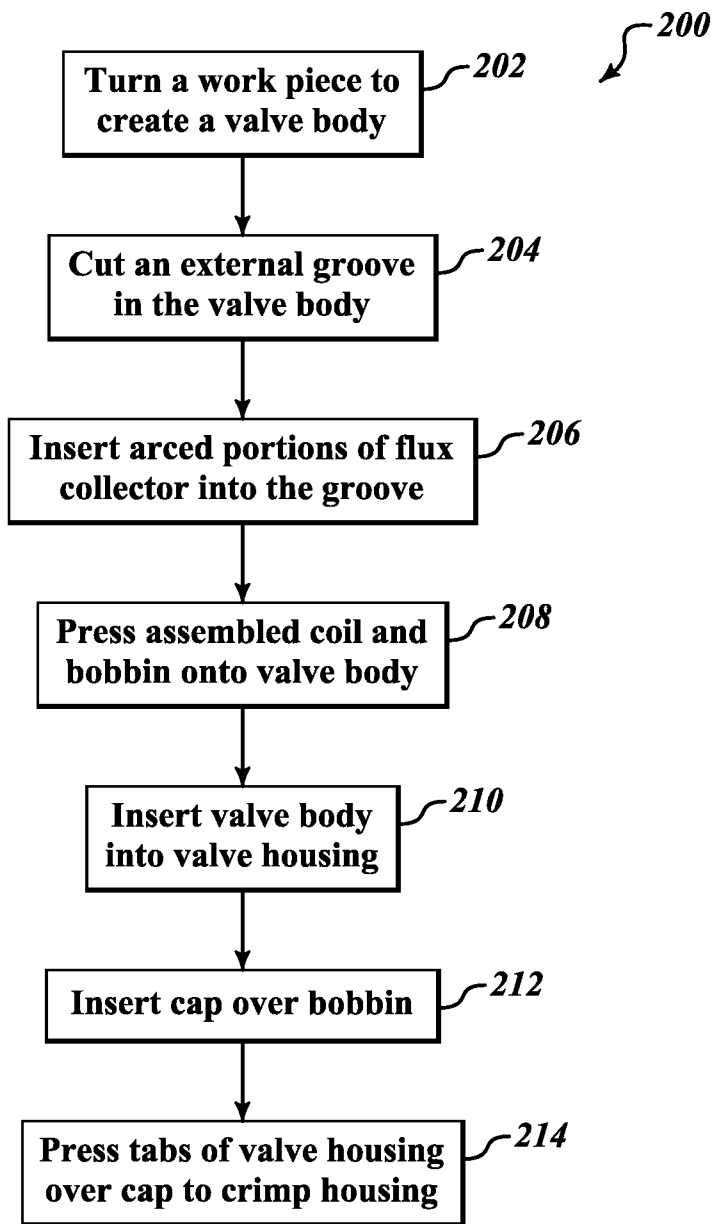 200
Turn a work piece to
create a valve body
202
Cut an external groove
in the valve body
204
Insert arced portions of flux
collector into the groove
206
Press assembled coil and
bobbin onto valve body
208
Insert valve body
into valve housing
210
Insert cap over bobbin
212
Press tabs of valve housing
over cap to crimp housing
214